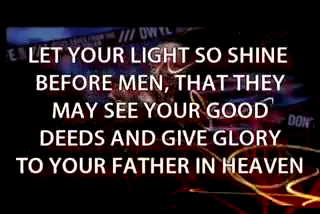 LET YOUR LIGHT SO SHINE
BEFORE MEN, THAT THEY
MAY SEE YOUR GOOD
DEEDS AND GIVE GLORY
TO YOUR FATHER IN HEAVEN
DON'